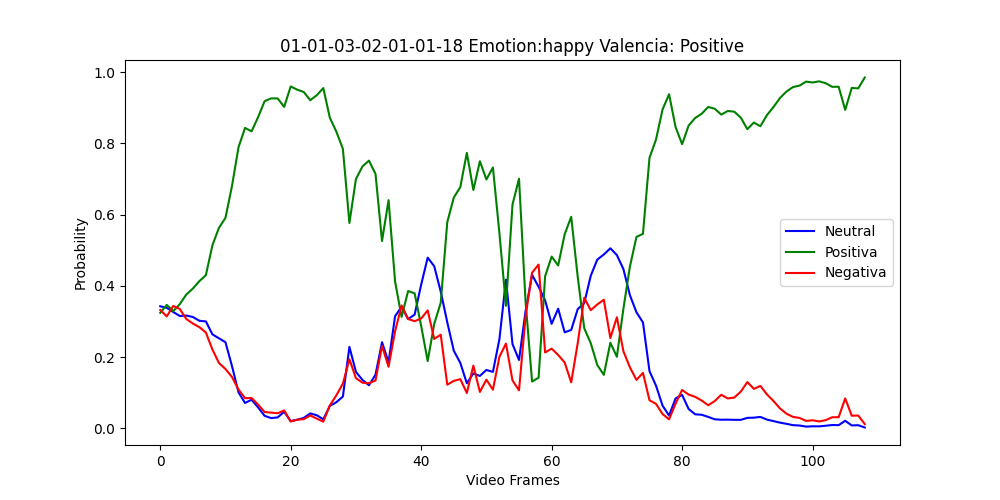 01-01-03-02-01-01-18 Emotion:happy Valencia: Positive
1.0
0.8
0.6
0.4
0.2
0.0
Probability
Neutral
Positiva
Negativa
0 20 40 60 80 100
Video Frames